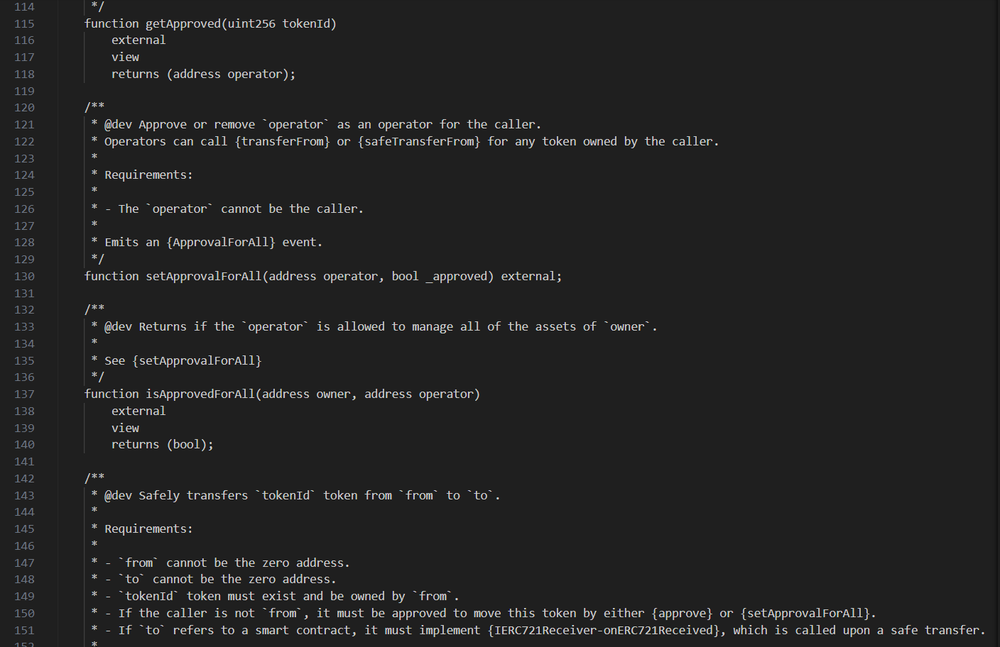 114 */
115 function getApproved(uint256 tokenId)
116 external
117 view
118 returns (address operator);
119
120 /**
121 * @dev Approve or remove `operator` as an operator for the caller.
122 * Operators can call {transferFrom} or {safeTransferFrom} for any token owned by the caller.
123 *
124 * Requirements:
125 *
126 * - The `operator` cannot be the caller.
127 *
128 * Emits an {ApprovalForAll} event.
129 */
130 function setApprovalForAll(address operator, bool _approved) external;
131
132 /**
133 * @dev Returns if the `operator` is allowed to manage all of the assets of `owner`.
134 *
135 * See {setApprovalForAll}
136 */
137 function isApprovedForAll(address owner, address operator)
138 external
139 view
140 returns (bool);
141
142 /**
143 * @dev Safely transfers `tokenId` token from `from` to `to`.
144 *
145 * Requirements:
146 *
147 * - `from` cannot be the zero address.
148 * - `to` cannot be the zero address.
149 * - `tokenId` token must exist and be owned by `from`.
150 * - If the caller is not `from`, it must be approved to move this token by either {approve} or {setApprovalForAll}.
151 * - If `to` refers to a smart contract, it must implement {IERC721Receiver-onERC721Received}, which is called upon a safe transfer.
152 *